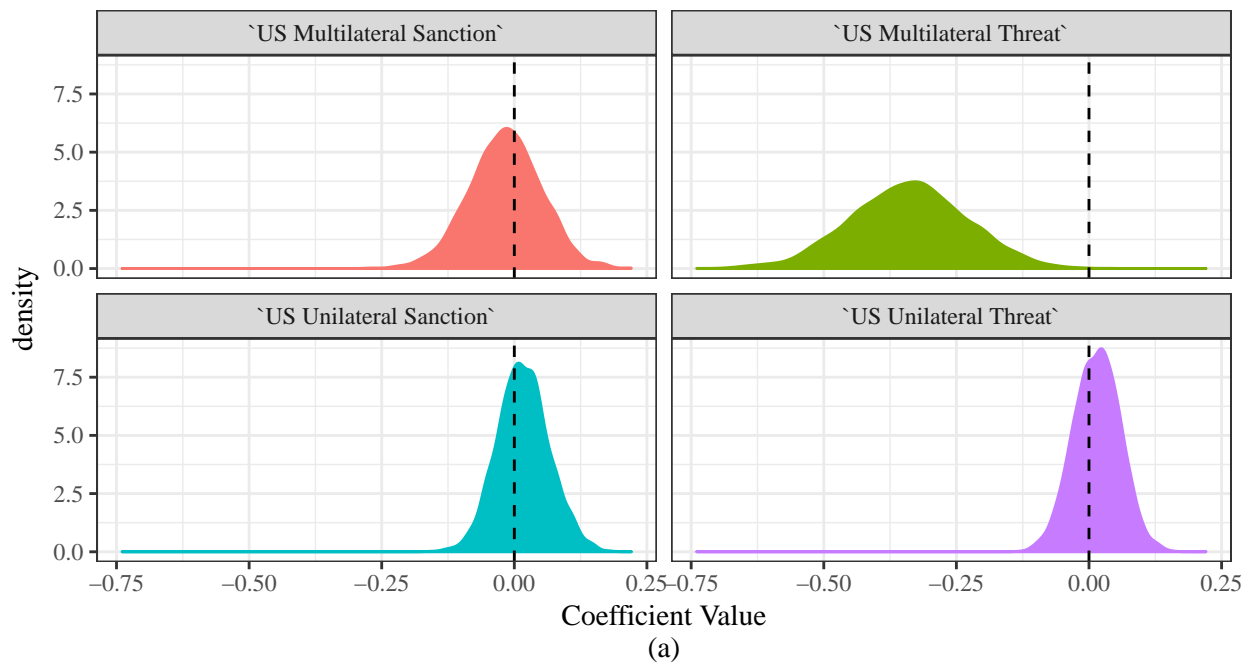 `US Multilateral Sanction` `US Multilateral Threat`
7.5
5.0
2.5
0.0
`US Unilateral Sanction` `US Unilateral Threat`
7.5
5.0
2.5
0.0
density
−0.75 −0.50 −0.25 0.00 0.25 −0.75 −0.50 −0.25 0.00 0.25
Coefficient Value
(a)